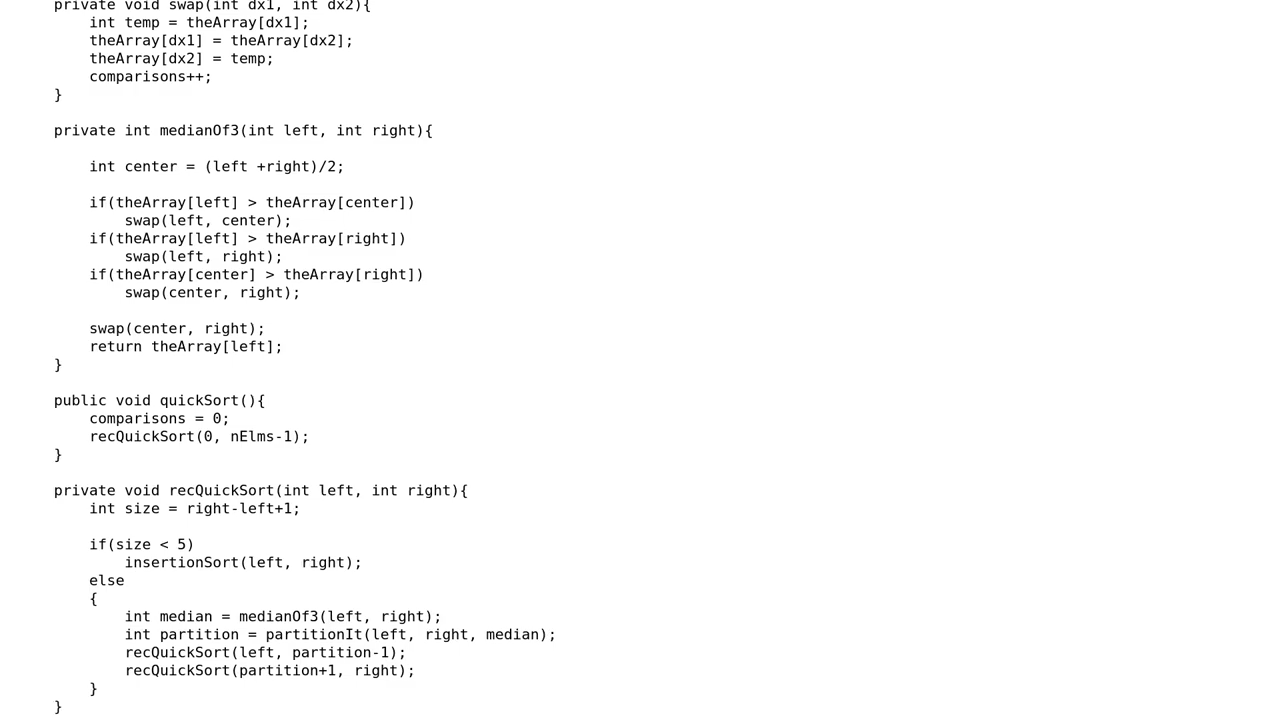 private void swap(int dx1, int dx2){
int temp = theArray[dx1];
theArray[dx1] = theArray[dx2];
theArray[dx2] = temp;
comparisons++;
}
private int medianOf3(int left, int right){
int center = (left +right)/2;
if(theArray[left] > theArray[center])
swap(left, center);
if(theArray[left] > theArray[right])
swap(left, right);
if(theArray[center] > theArray[right])
swap(center, right);
swap(center, right);
return theArray[left];
}
public void quickSort(){
comparisons = 0;
recQuickSort(0, nElms-1);
}
private void recQuickSort(int left, int right){
int size = right-left+1;
if(size < 5)
insertionSort(left, right);
else
{
int median = medianOf3(left, right);
int partition = partitionIt(left, right, median);
recQuickSort(left, partition-1);
recQuickSort(partition+1, right);
}
}